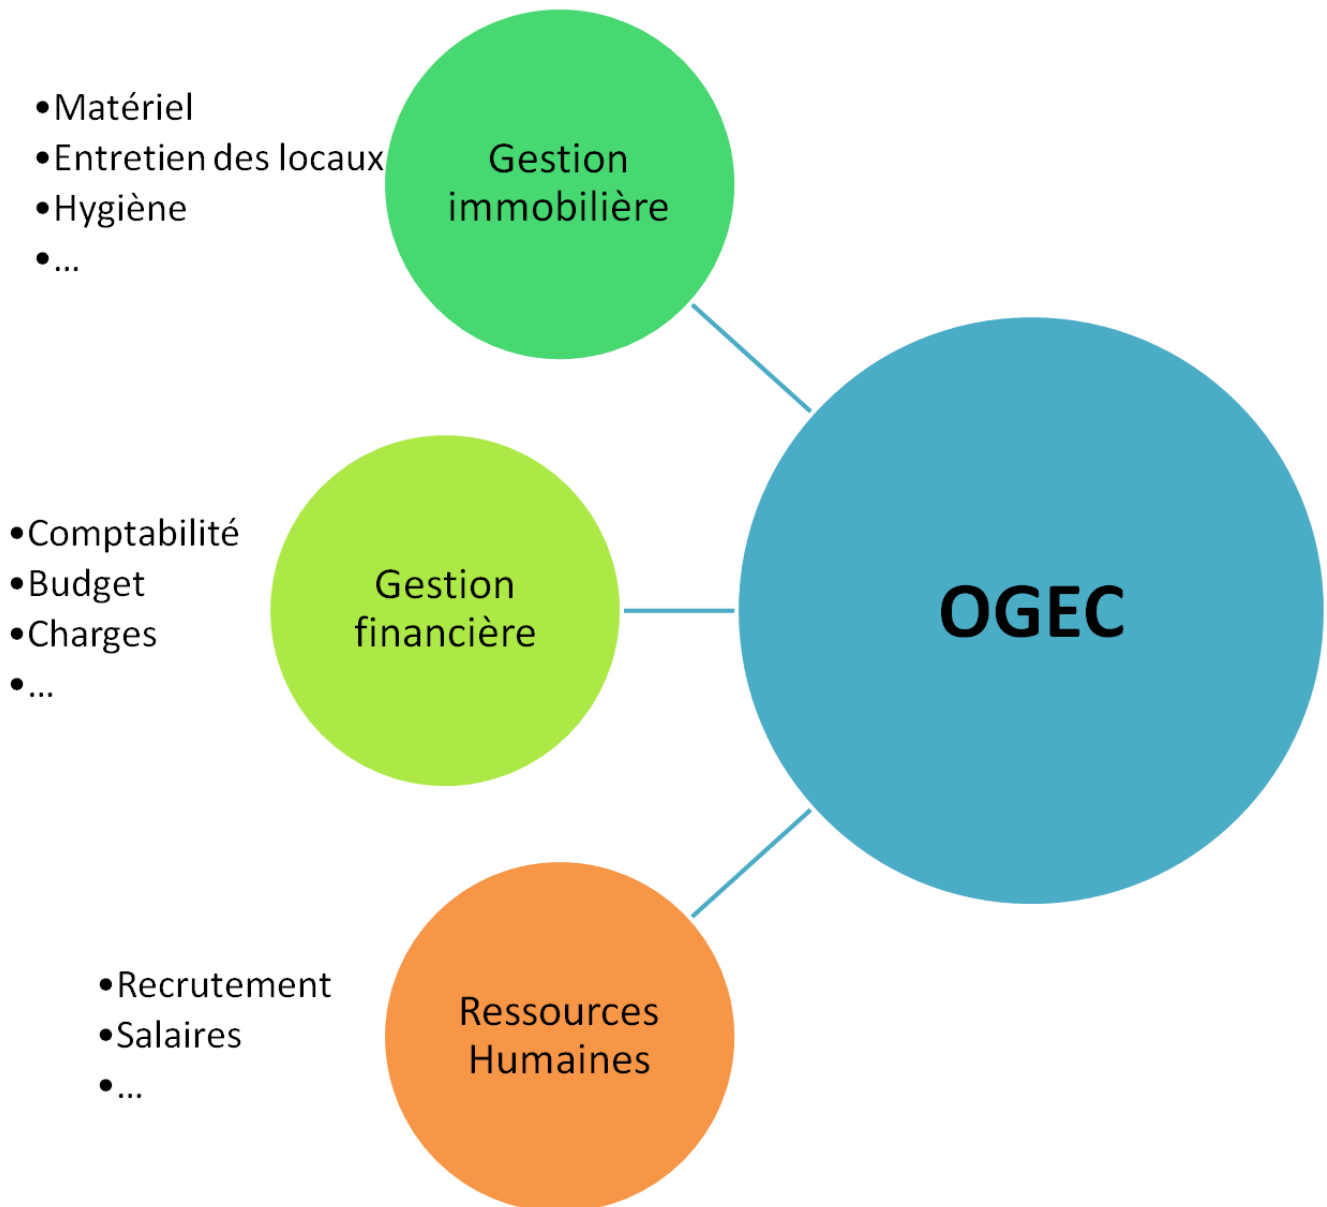 •Matériel
•Entretien des locaux
•Hygiène
•...
Gestion
immobilière
•Comptabilité
•Budget
•Charges
•...
Gestion
financière
OGEC
•Recrutement
•Salaires
•...
Ressources
Humaines